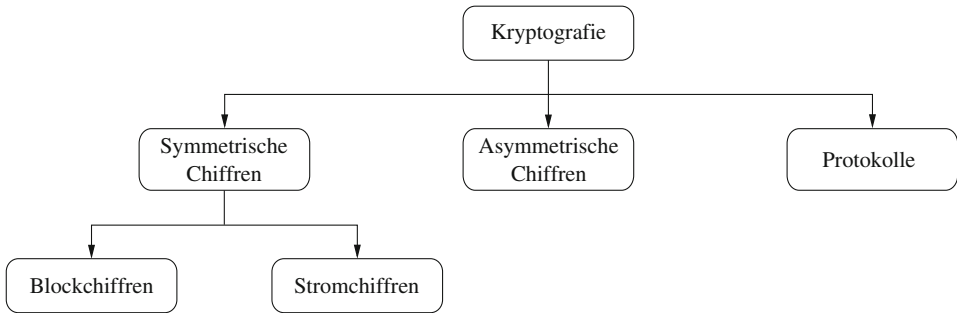 Kryptografie
Symmetrische
Chiffren
Asymmetrische
Chiffren
Protokolle
Blockchiffren
Stromchiffren